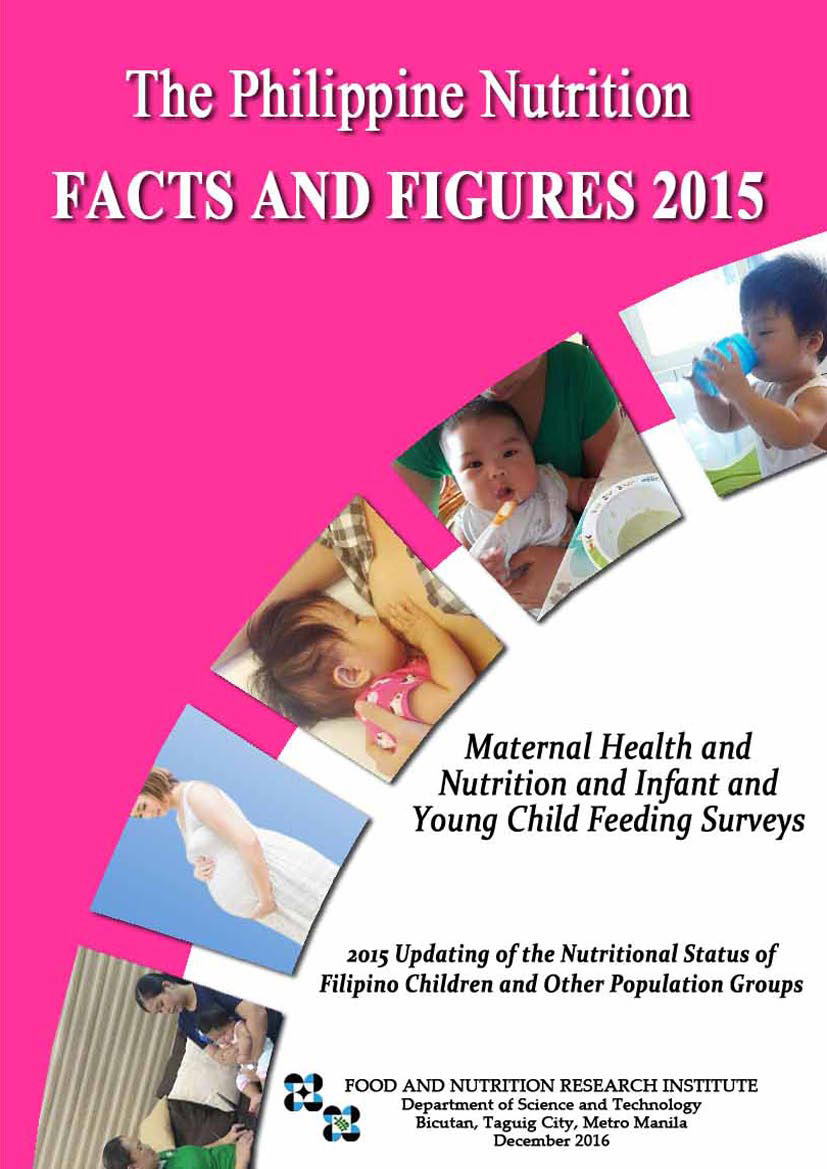 The Philippine Nutrition
FACTS AND FIGURES 2015
Maternal Health and
Nutrition and Infant and
Young Child Feeding Surveys
2015 Updating of the Nutritional Status of
Filipino Children and Other Population Groups
FOOD AND NUTRITION RESEARCH INSTITUTE
Department of Science and Technology
Bicutan, Taguig City, Metro Manila
December 2016